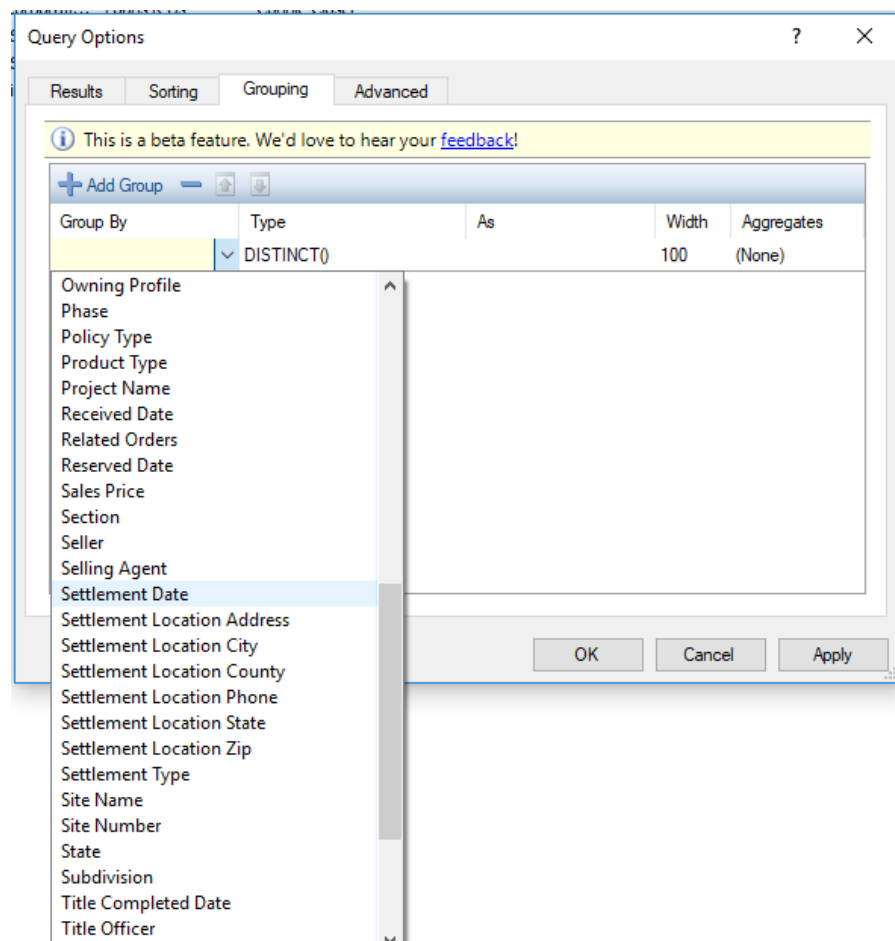 Query Options ?
Results Sorting Grouping Advanced
This is a beta feature. We'd love to hear your feedback!
Add Group
Group By Type As Width Aggregates
DISTINCT() 100 (None)
Owning Profile
Phase
Policy Type
Product Type
Project Name
Received Date
Related Orders
Reserved Date
Sales Price
Section
Seller
Selling Agent
Settlement Date
Settlement Location Address
Settlement Location City
Settlement Location County
OK Cancel Apply
Settlement Location Phone
Settlement Location State
Settlement Location Zip
Settlement Type
Site Name
Site Number
State
Subdivision
Title Completed Date
Title Officer